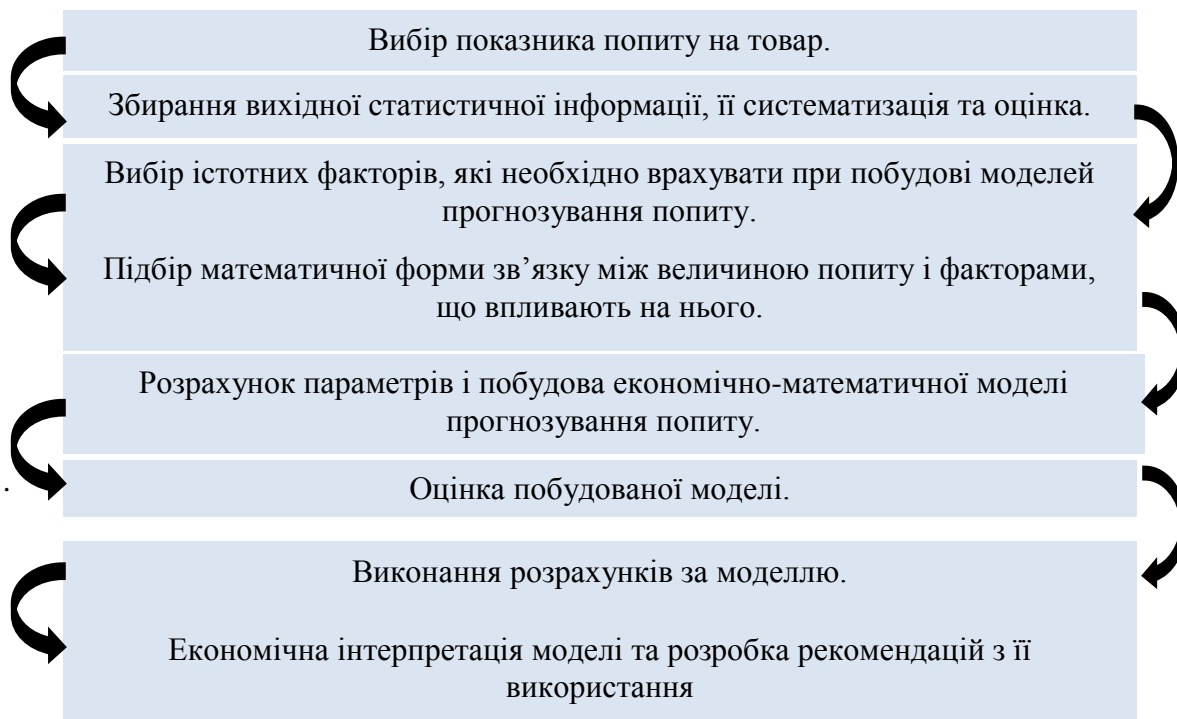 Вибір показника попиту на товар.
Збирання вихідної статистичної інформації, її систематизація та оцінка.
Вибір істотних факторів, які необхідно врахувати при побудові моделей
прогнозування попиту.
Підбір математичної форми зв’язку між величиною попиту і факторами,
що впливають на нього.
Розрахунок параметрів і побудова економічно-математичної моделі
прогнозування попиту.
.
Оцінка побудованої моделі.
Виконання розрахунків за моделлю.
Економічна інтерпретація моделі та розробка рекомендацій з її
використання